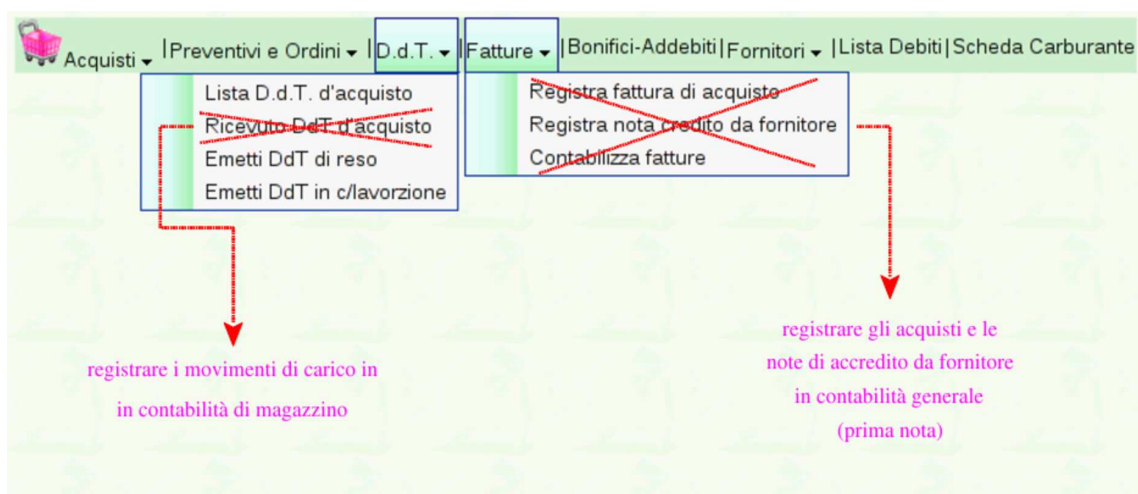 Acquisti |Preventivi e Ordini |D.d.T. |Fatture |Bonifici-Addebiti|Fornitori |Lista Debiti|Scheda Carburante
Lista D.d.T. d'acquisto
Ricevuto DdT d'acquisto
Emetti DdT di reso
Emetti DdT in c/lavorzione
Registra fattura di acquisto
Registra nota credito da fornitore
Contabilizza fatture
registrare i movimenti di carico in
in contabilità di magazzino
registrare gli acquisti e le
note di accredito da fornitore
in contabilità generale
(prima nota)